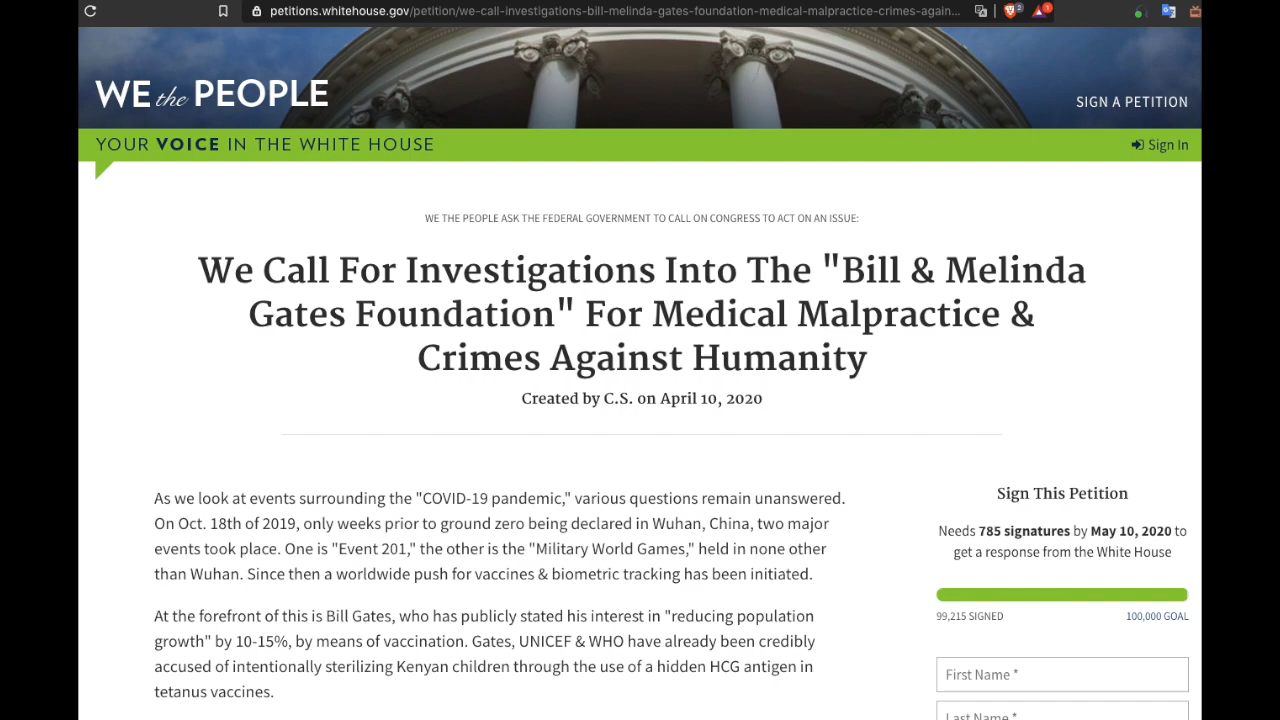 petitions.whitehouse.gov/petition/we-call-investigations-bill-melinda-gates-foundation-medical-malpractice-crimes-again...
2
1
WE the PEOPLE
SIGN A PETITION
YOUR VOICE IN THE WHITE HOUSE
Sign In
WE THE PEOPLE ASK THE FEDERAL GOVERNMENT TO CALL ON CONGRESS TO ACT ON AN ISSUE:
We Call For Investigations Into The "Bill & Melinda
Gates Foundation" For Medical Malpractice &
Crimes Against Humanity
Created by C.S. on April 10, 2020
As we look at events surrounding the "COVID-19 pandemic," various questions remain unanswered.
On Oct. 18th of 2019, only weeks prior to ground zero being declared in Wuhan, China, two major
events took place. One is "Event 201," the other is the "Military World Games," held in none other
than Wuhan. Since then a worldwide push for vaccines & biometric tracking has been initiated.
At the forefront of this is Bill Gates, who has publicly stated his interest in "reducing population
growth" by 10-15%, by means of vaccination. Gates, UNICEF & WHO have already been credibly
accused of intentionally sterilizing Kenyan children through the use of a hidden HCG antigen in
tetanus vaccines.
Sign This Petition
Needs 785 signatures by May 10, 2020 to
get a response from the White House
99,215 SIGNED
100,000 GOAL
First Name *
Last Name *